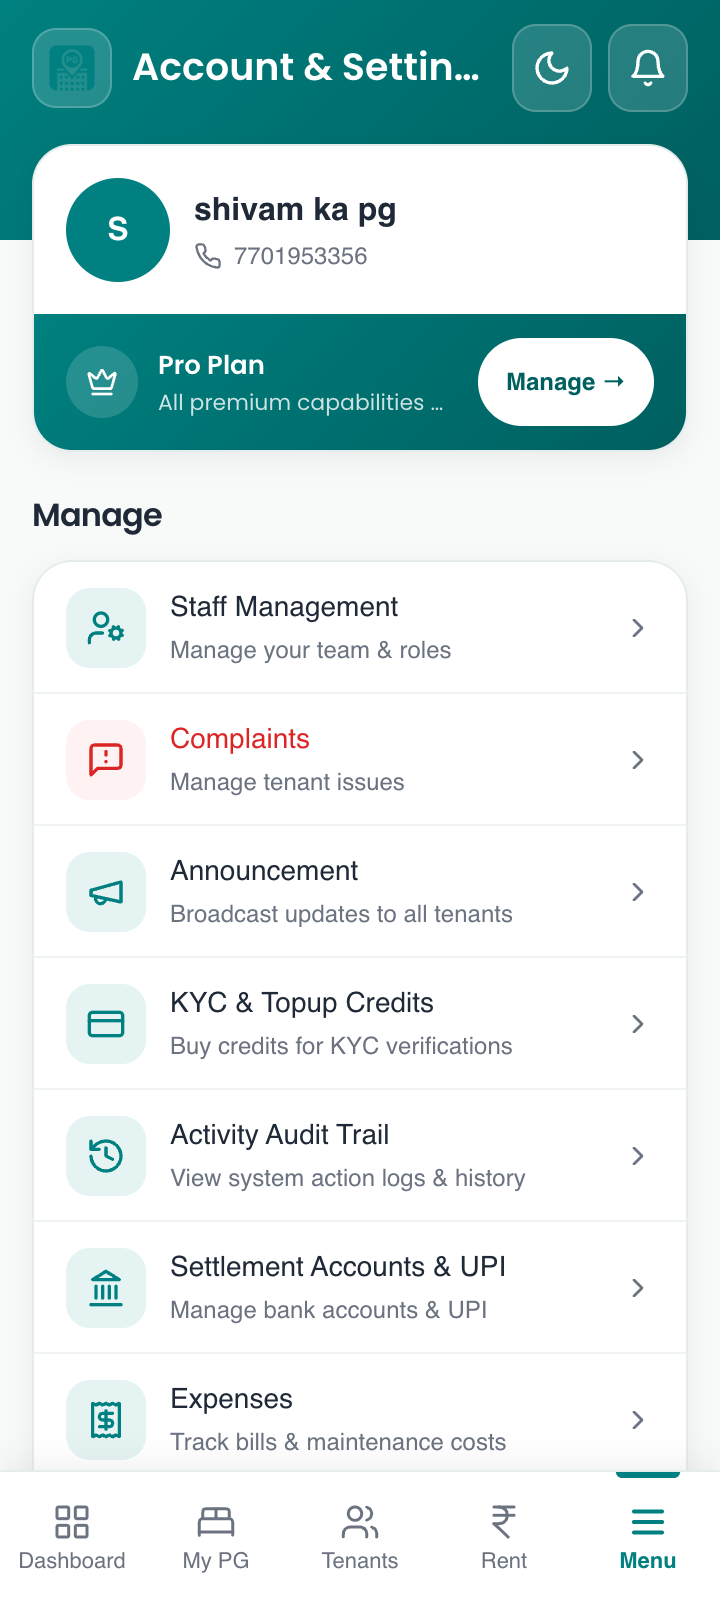 PG
Account & Settin...
S
shivam ka pg
7701953356
Pro Plan
All premium capabilities ...
Manage →
Manage
Staff Management
Manage your team & roles
Complaints
Manage tenant issues
Announcement
Broadcast updates to all tenants
KYC & Topup Credits
Buy credits for KYC verifications
Activity Audit Trail
View system action logs & history
Settlement Accounts & UPI
Manage bank accounts & UPI
Expenses
Track bills & maintenance costs
Dashboard
My PG
Tenants
Rent
Menu